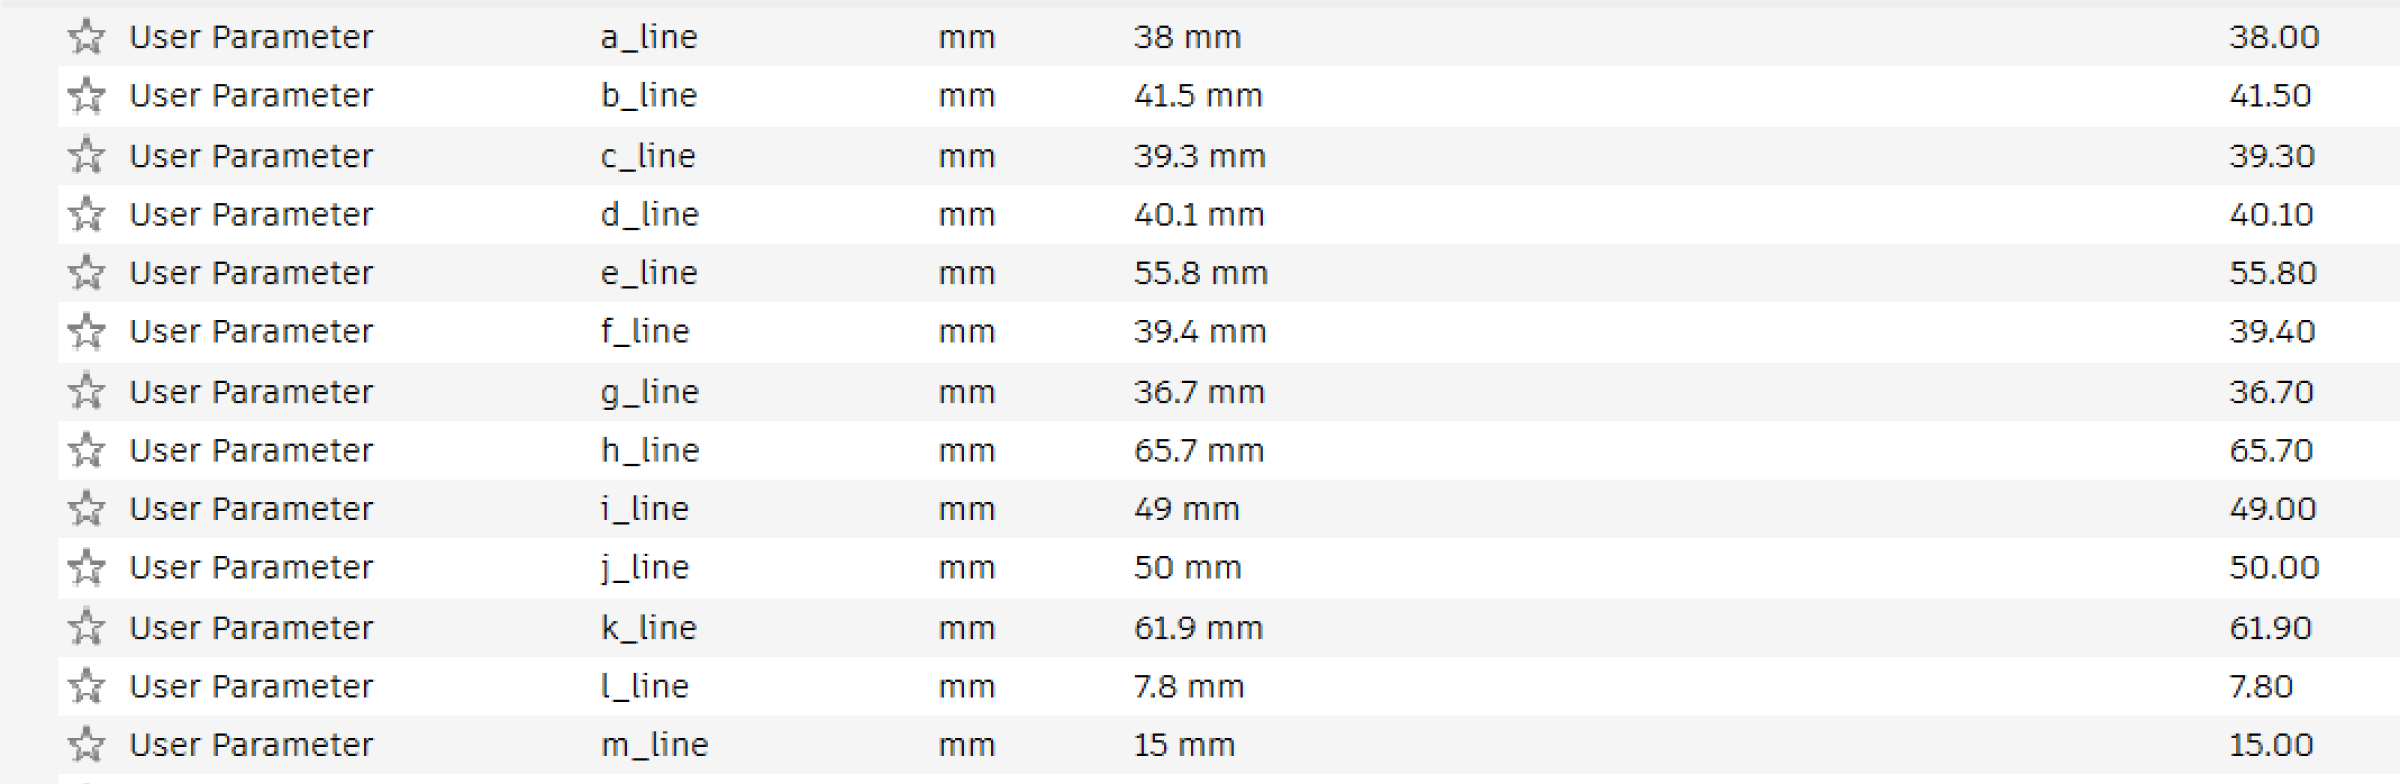 User Parameter a_line mm 38 mm 38.00
User Parameter b_line mm 41.5 mm 41.50
User Parameter c_line mm 39.3 mm 39.30
User Parameter d_line mm 40.1 mm 40.10
User Parameter e_line mm 55.8 mm 55.80
User Parameter f_line mm 39.4 mm 39.40
User Parameter g_line mm 36.7 mm 36.70
User Parameter h_line mm 65.7 mm 65.70
User Parameter i_line mm 49 mm 49.00
User Parameter j_line mm 50 mm 50.00
User Parameter k_line mm 61.9 mm 61.90
User Parameter l_line mm 7.8 mm 7.80
User Parameter m_line mm 15 mm 15.00